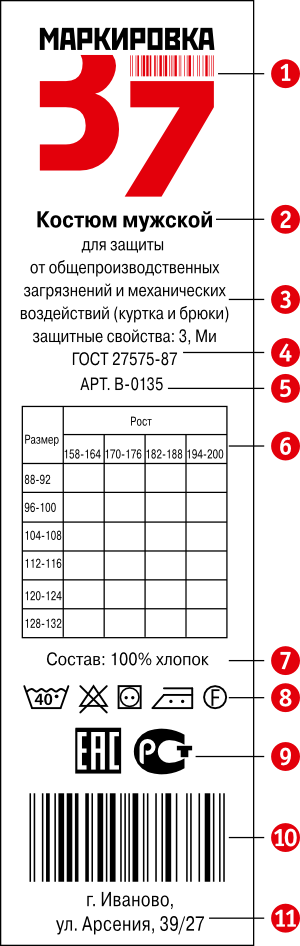 МАРКИРОВКА
37
1
Костюм мужской 2
для защиты
от общепроизводственных
загрязнений и механических 3
воздействий (куртка и брюки)
защитные свойства: З, Ми
ГОСТ 27575-87 4
АРТ. В-0135 5
Размер Рост 6
158-164 170-176 182-188 194-200
88-92
96-100
104-108
112-116
120-124
128-132
Состав: 100% хлопок 7
40° F 8
ЕАС РСТ 9
10
г. Иваново,
ул. Арсения, 39/27 11